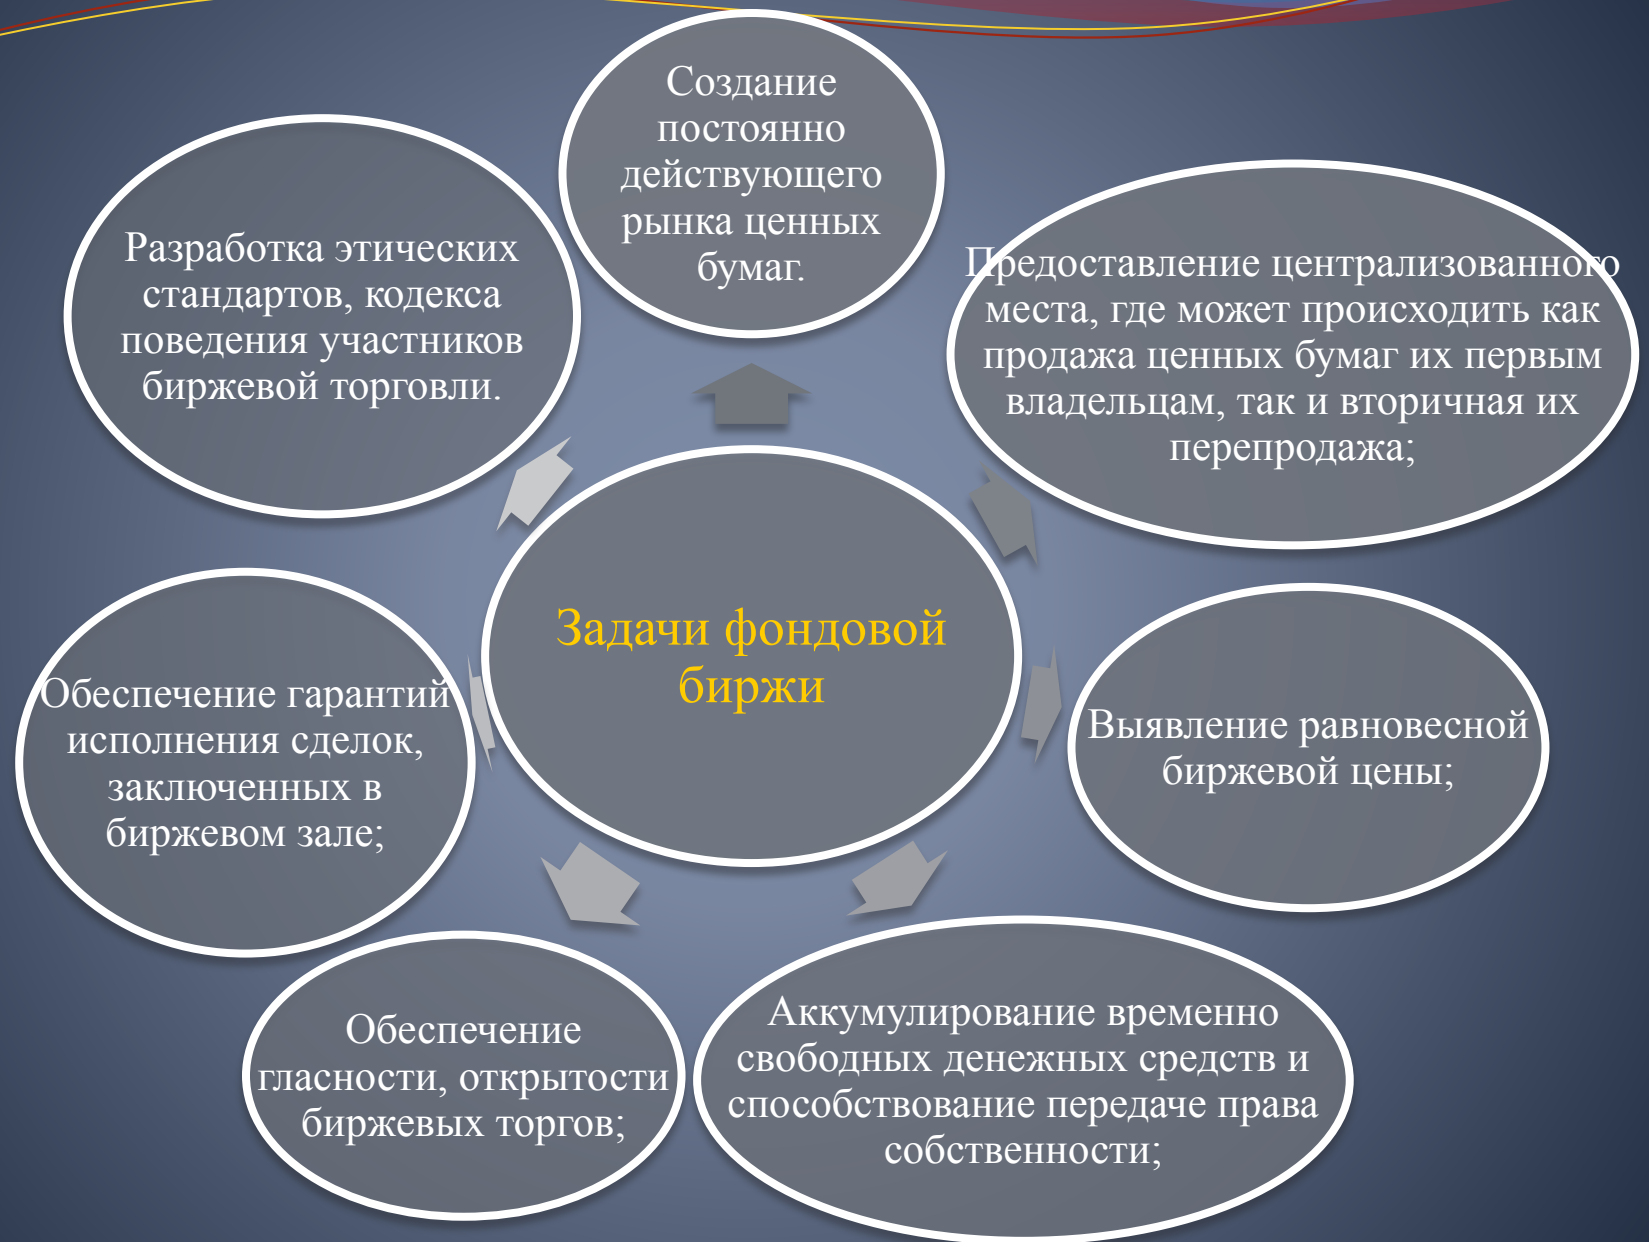 Создание
постоянно
действующего
рынка ценных
бумаг.
Предоставление централизованного
места, где может происходить как
продажа ценных бумаг их первым
владельцам, так и вторичная их
перепродажа;
Выявление равновесной
биржевой цены;
Аккумулирование временно
свободных денежных средств и
способствование передаче права
собственности;
Обеспечение
гласности, открытости
биржевых торгов;
Обеспечение гарантий
исполнения сделок,
заключенных в
биржевом зале;
Разработка этических
стандартов, кодекса
поведения участников
биржевой торговли.
Задачи фондовой
биржи